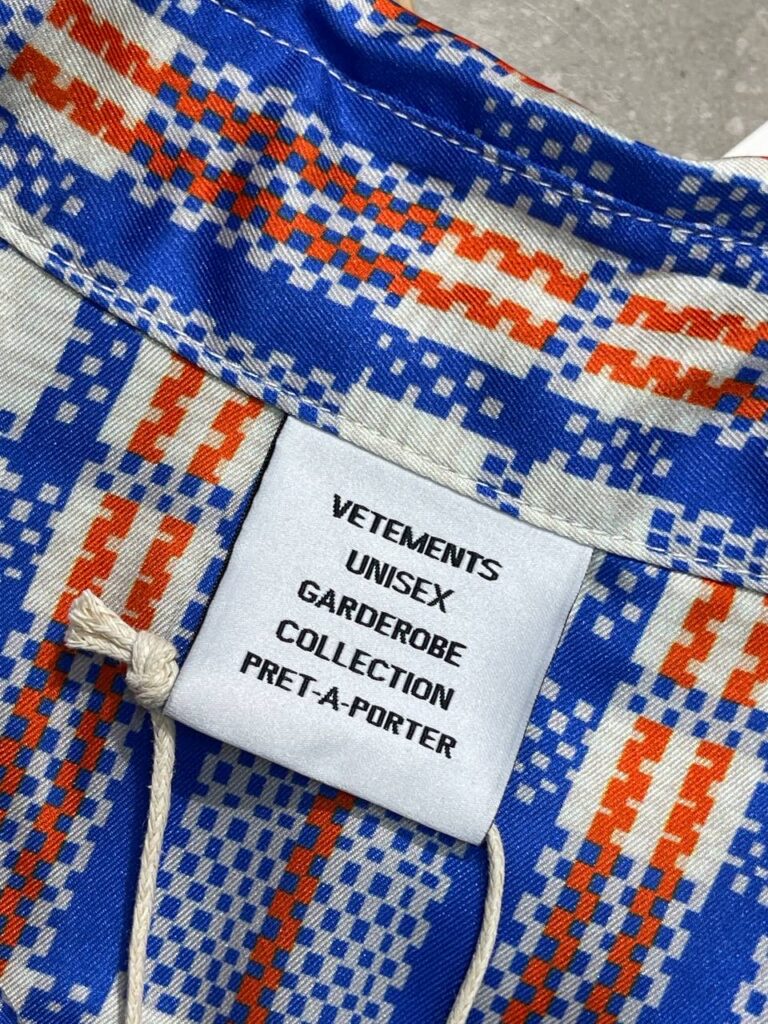 VETEMENTS
UNISEX
GARDEROBE
COLLECTION
PRET-A-PORTER